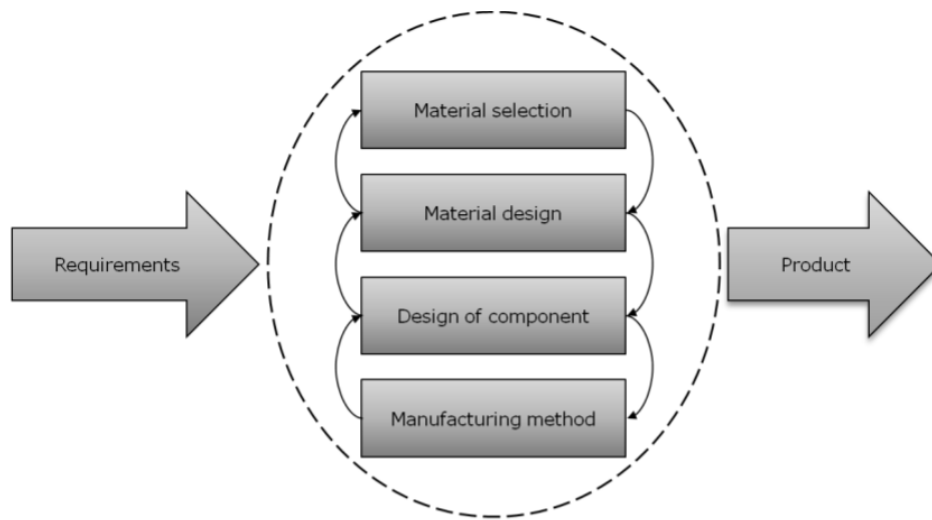 Material selection
Material design
Requirements
Product
Design of component
Manufacturing method